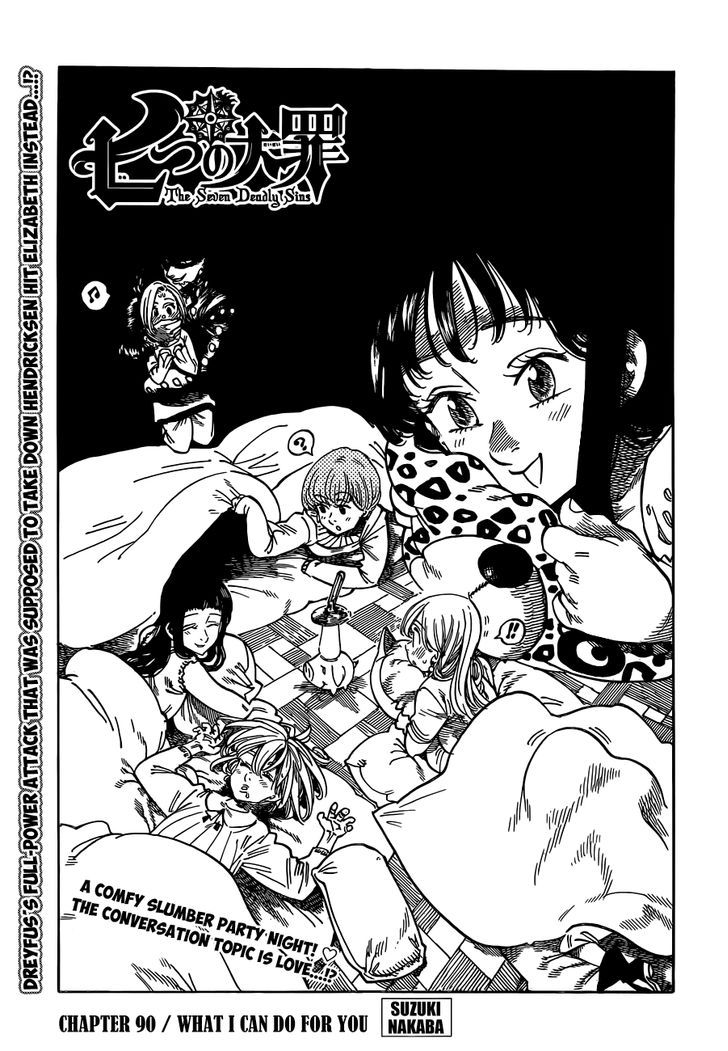 七つの大罪
The Seven Deadly Sins
DREYFUS'S FULL-POWER ATTACK THAT WAS SUPPOSED TO TAKE DOWN HENDRICKSEN HIT ELIZABETH INSTEAD...!?
♪
?
!!
A COMFY SLUMBER PARTY NIGHT!
THE CONVERSATION TOPIC IS LOVE...!?
CHAPTER 90 / WHAT I CAN DO FOR YOU
SUZUKI
NAKABA